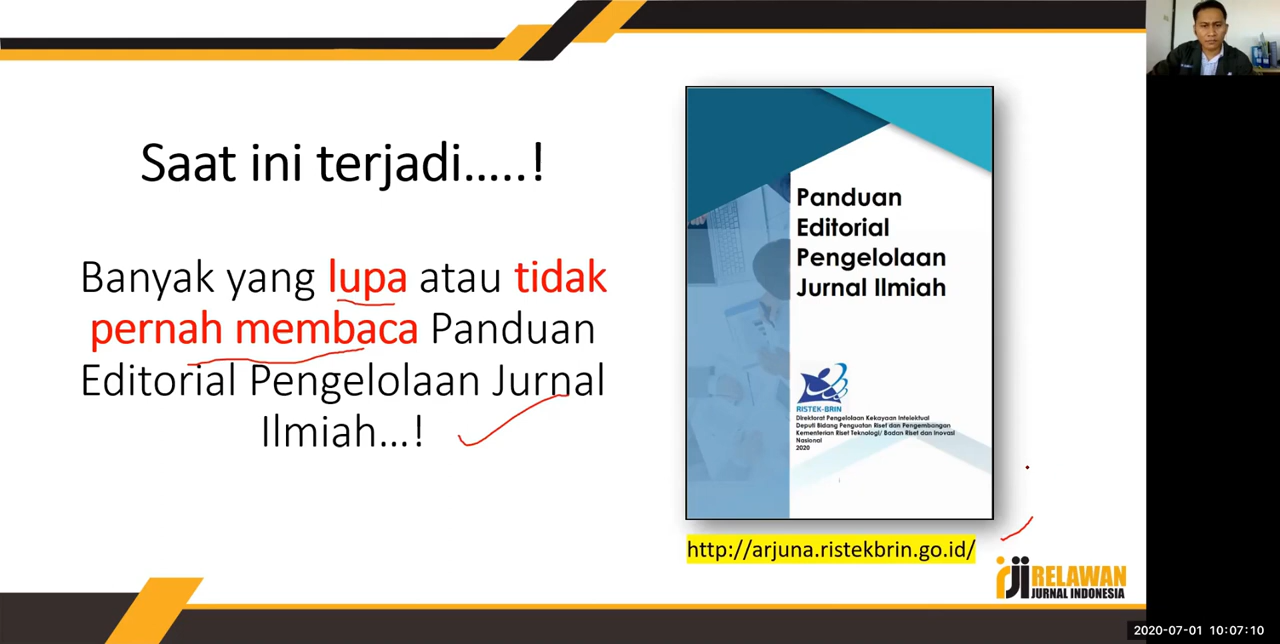 Saat ini terjadi.....!
Banyak yang lupa atau tidak
pernah membaca Panduan
Editorial Pengelolaan Jurnal
Ilmiah...!
Panduan
Editorial
Pengelolaan
Jurnal Ilmiah
RISTEK-BRIN
Direktorat Pengelolaan Kekayaan Intelektual
Deputi Bidang Penguatan Riset dan Pengembangan
Kementerian Riset Teknologi/ Badan Riset dan Inovasi
Nasional
2020
http://arjuna.ristekbrin.go.id/
rji RELAWAN
JURNAL INDONESIA
2020-07-01 10:07:10